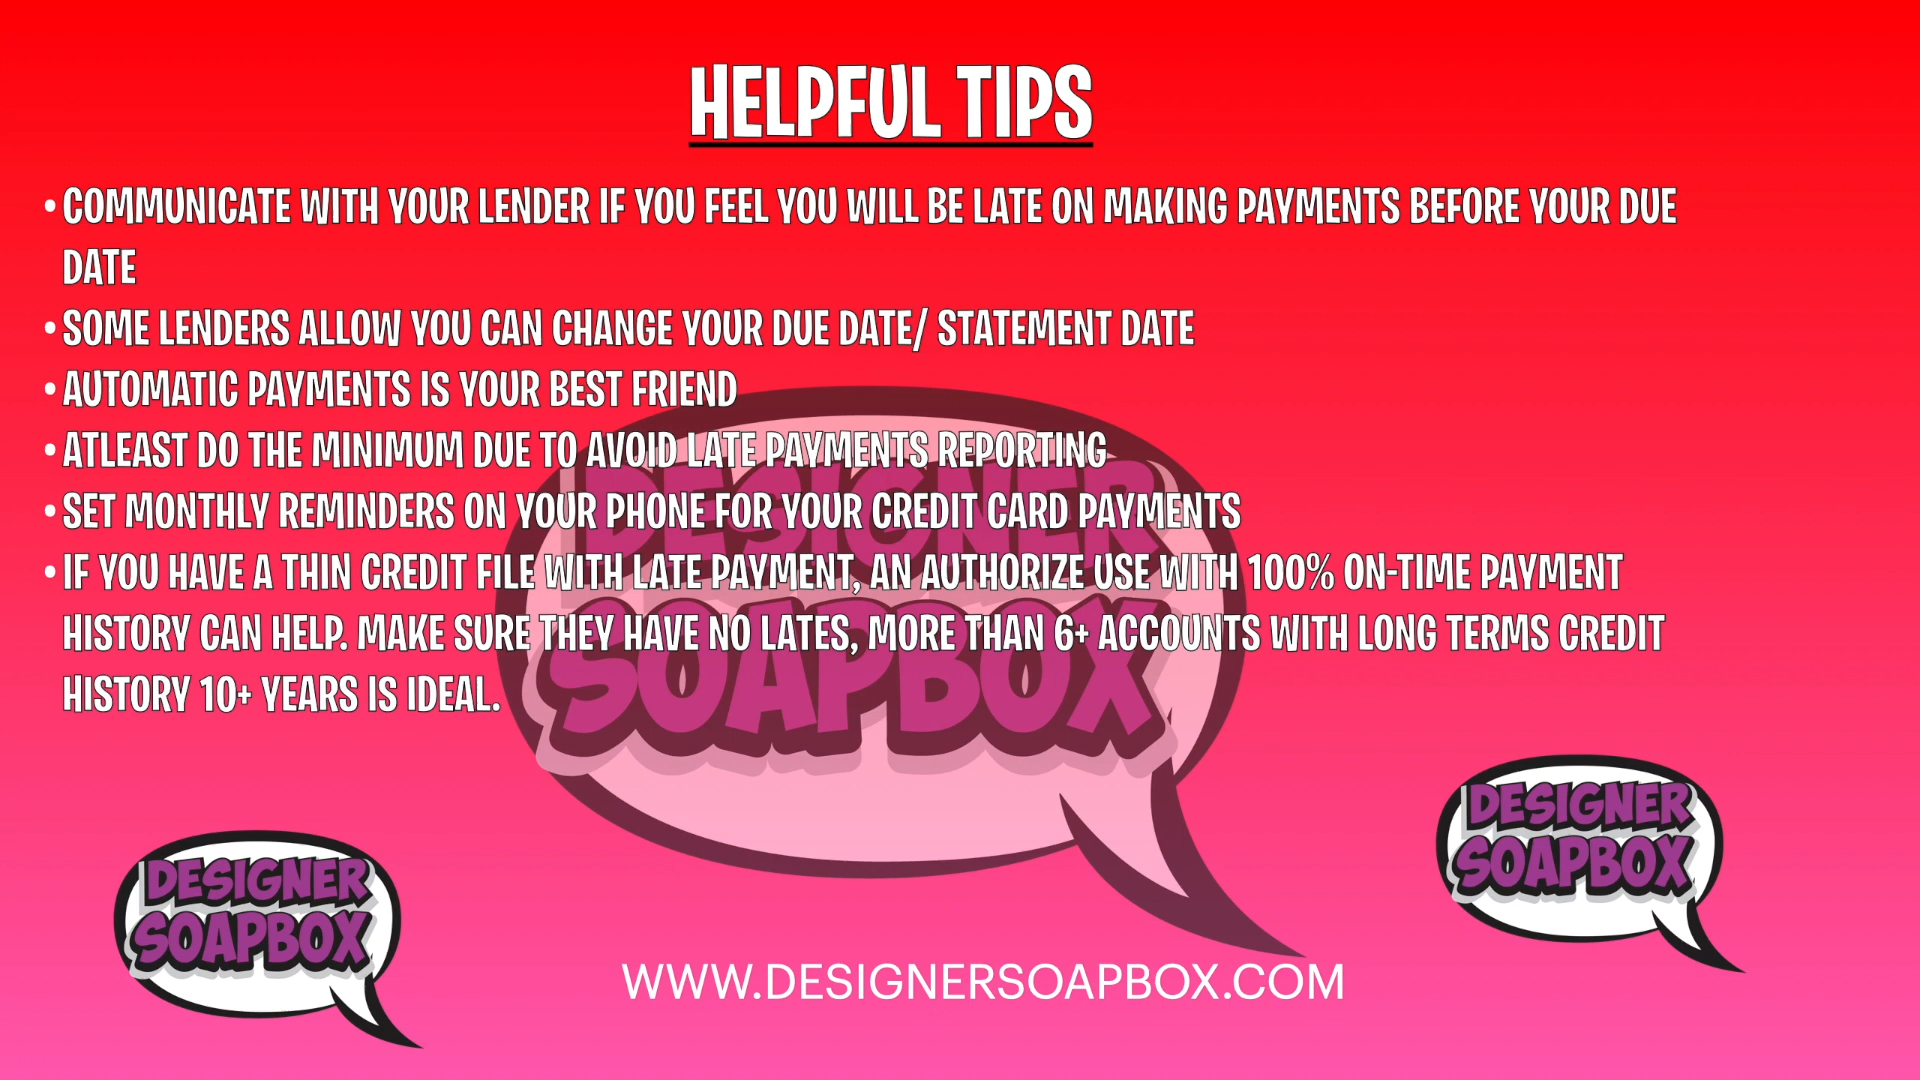 HELPFUL TIPS
• COMMUNICATE WITH YOUR LENDER IF YOU FEEL YOU WILL BE LATE ON MAKING PAYMENTS BEFORE YOUR DUE
DATE
• SOME LENDERS ALLOW YOU CAN CHANGE YOUR DUE DATE/ STATEMENT DATE
• AUTOMATIC PAYMENTS IS YOUR BEST FRIEND
• ATLEAST DO THE MINIMUM DUE TO AVOID LATE PAYMENTS REPORTING
• SET MONTHLY REMINDERS ON YOUR PHONE FOR YOUR CREDIT CARD PAYMENTS
• IF YOU HAVE A THIN CREDIT FILE WITH LATE PAYMENT, AN AUTHORIZE USE WITH 100% ON-TIME PAYMENT
HISTORY CAN HELP. MAKE SURE THEY HAVE NO LATES, MORE THAN 6+ ACCOUNTS WITH LONG TERMS CREDIT
HISTORY 10+ YEARS IS IDEAL.
DESIGNER
SOAPBOX
DESIGNER
SOAPBOX
DESIGNER
SOAPBOX
WWW.DESIGNERSOAPBOX.COM